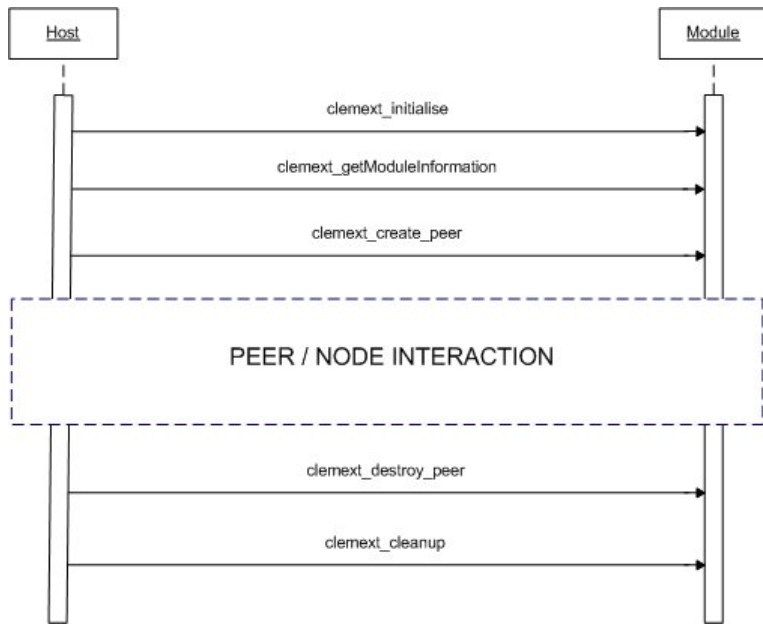 Host
Module
clemext_initialise
clemext_getModuleInformation
clemext_create_peer
PEER / NODE INTERACTION
clemext_destroy_peer
clemext_cleanup